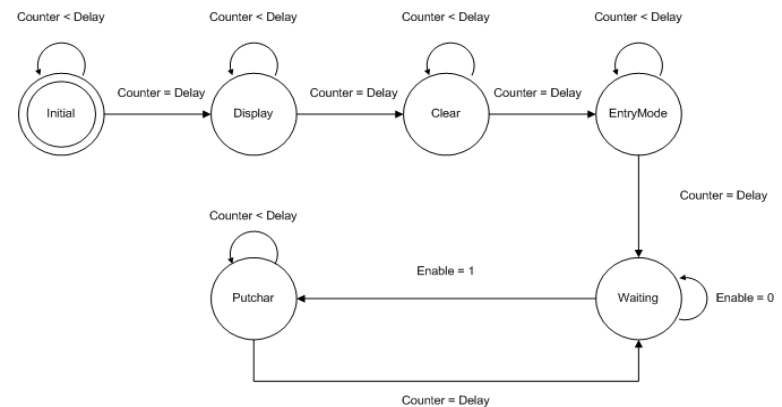 Counter < Delay
Counter < Delay
Counter < Delay
Counter < Delay
Initial
Counter = Delay
Display
Counter = Delay
Clear
Counter = Delay
EntryMode
Counter = Delay
Counter < Delay
Putchar
Enable = 1
Waiting
Enable = 0
Counter = Delay